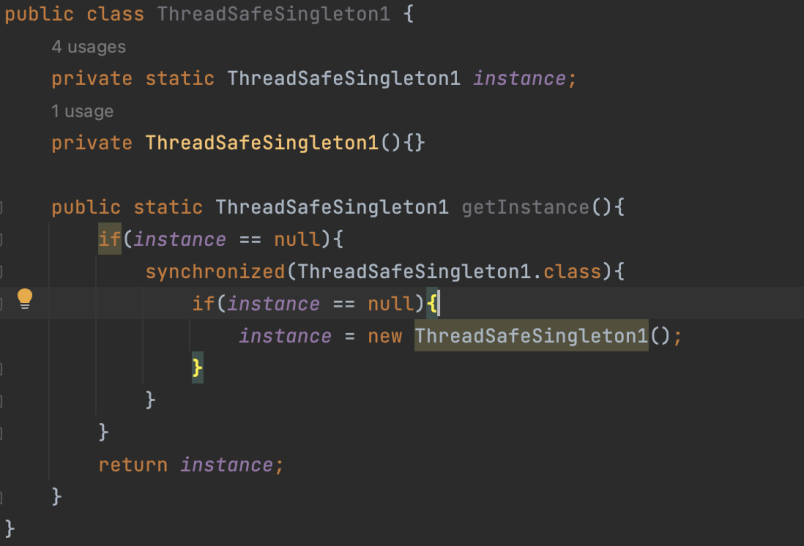 public class ThreadSafeSingleton1 {
4 usages
private static ThreadSafeSingleton1 instance;
1 usage
private ThreadSafeSingleton1(){}
public static ThreadSafeSingleton1 getInstance(){
if(instance == null){
synchronized(ThreadSafeSingleton1.class){
if(instance == null){
instance = new ThreadSafeSingleton1();
}
}
}
return instance;
}
}